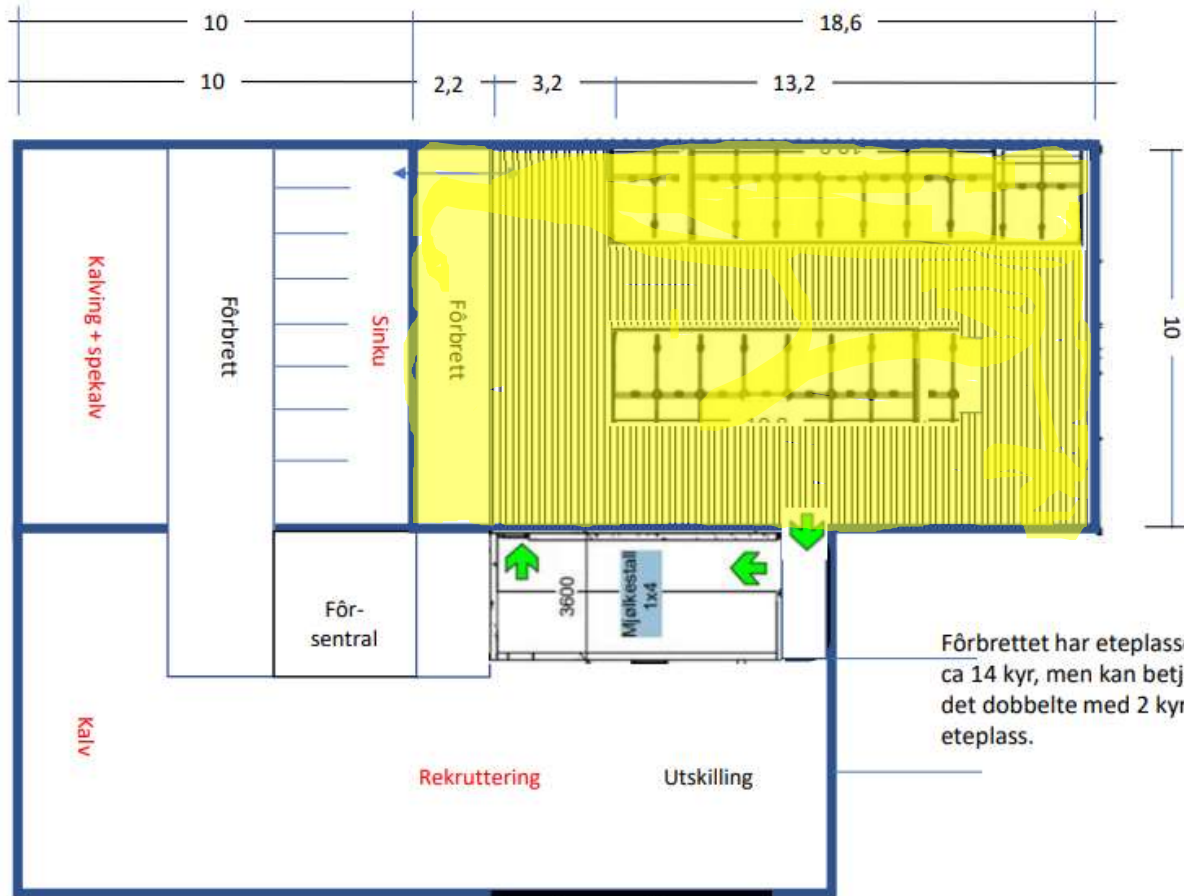 10
18,6
10
2,2
3,2
13,2
10
Kalving + spekalv
Fôrbrett
Sinku
Fôrbrett
Fôr-
sentral
3600
Mjølkestall
1x4
Fôrbrettet har eteplass
ca 14 kyr, men kan betj
det dobbelte med 2 kyr
eteplass.
Kalv
Rekruttering
Utskilling